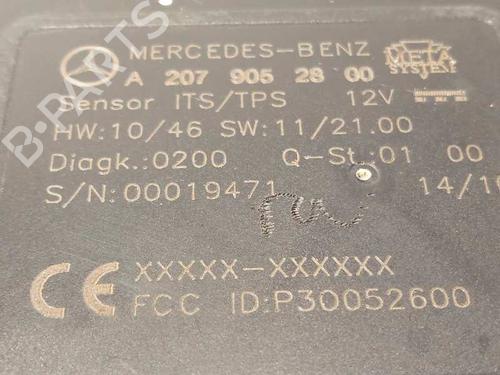 MERCEDES-BENZ
META SYSTEM
A 207 905 28 00
Sensor ITS/TPS 12V
HW:10/46 SW:11/21.00
Diagk.:0200 Q-St.:01 00
S/N:00019471 14/10
CE XXXXX-XXXXXX
FCC ID:P30052600
B-PARTS